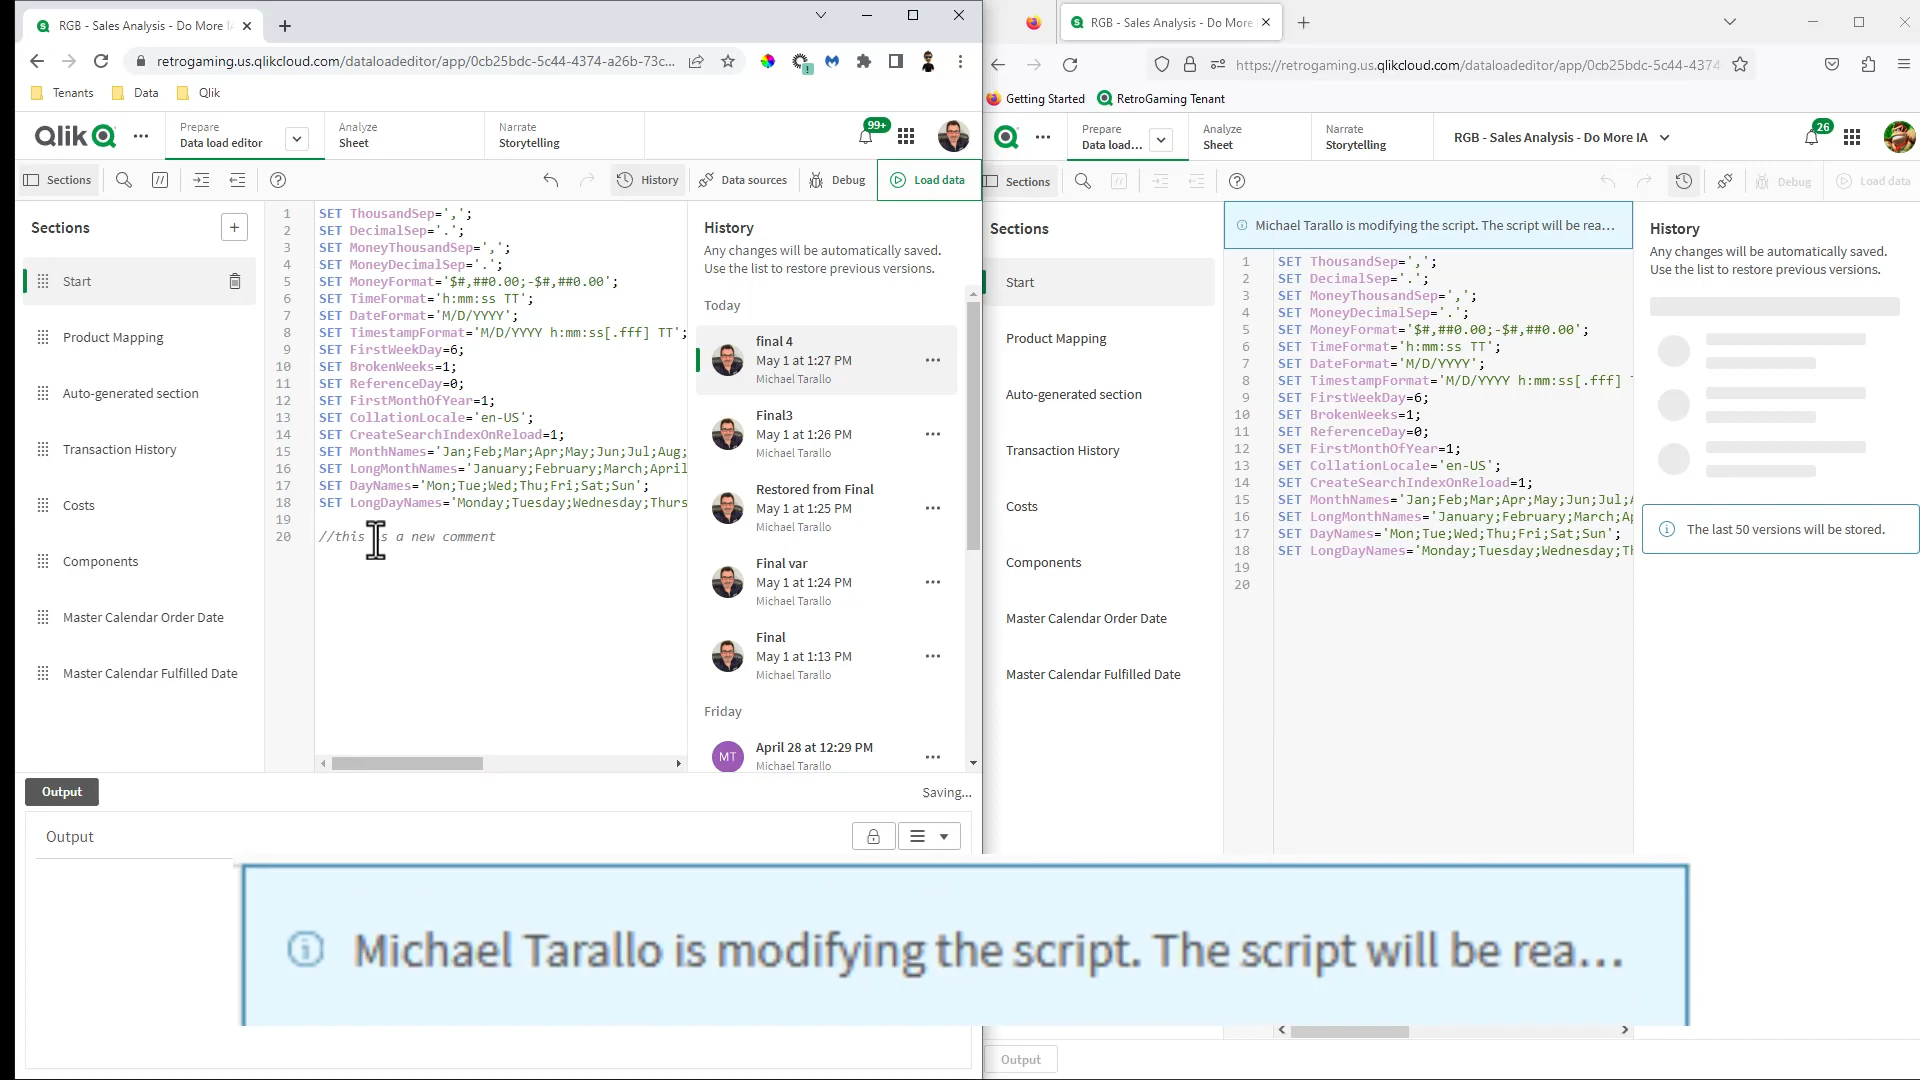 RGB - Sales Analysis - Do More I
retrogaming.us.qlikcloud.com/dataloadeditor/app/0cb25bdc-5c44-4374-a26b-73c...
Tenants
Data
Qlik
Qlik
Prepare
Data load editor
Analyze
Sheet
Narrate
Storytelling
99+
Sections
History
Data sources
Debug
Load data
Sections
Start
Product Mapping
Auto-generated section
Transaction History
Costs
Components
Master Calendar Order Date
Master Calendar Fulfilled Date
1 SET ThousandSep=',';
2 SET DecimalSep='.';
3 SET MoneyThousandSep=',';
4 SET MoneyDecimalSep='.';
5 SET MoneyFormat='$#,##0.00;-$#,##0.00';
6 SET TimeFormat='h:mm:ss TT';
7 SET DateFormat='M/D/YYYY';
8 SET TimestampFormat='M/D/YYYY h:mm:ss[.fff] TT';
9 SET FirstWeekDay=6;
10 SET BrokenWeeks=1;
11 SET ReferenceDay=0;
12 SET FirstMonthOfYear=1;
13 SET CollationLocale='en-US';
14 SET CreateSearchIndexOnReload=1;
15 SET MonthNames='Jan;Feb;Mar;Apr;May;Jun;Jul;Aug;
16 SET LongMonthNames='January;February;March;April
17 SET DayNames='Mon;Tue;Wed;Thu;Fri;Sat;Sun';
18 SET LongDayNames='Monday;Tuesday;Wednesday;Thurs
19
20 //this is a new comment
History
Any changes will be automatically saved.
Use the list to restore previous versions.
Today
final 4
May 1 at 1:27 PM
Michael Tarallo
Final3
May 1 at 1:26 PM
Michael Tarallo
Restored from Final
May 1 at 1:25 PM
Michael Tarallo
Final var
May 1 at 1:24 PM
Michael Tarallo
Final
May 1 at 1:13 PM
Michael Tarallo
Friday
MT
April 28 at 12:29 PM
Michael Tarallo
Output
Saving...
Output
RGB - Sales Analysis - Do More
https://retrogaming.us.qlikcloud.com/dataloadeditor/app/0cb25bdc-5c44-4374
Getting Started
RetroGaming Tenant
Prepare
Data load...
Analyze
Sheet
Narrate
Storytelling
RGB - Sales Analysis - Do More IA
26
Sections
Debug
Load data
Sections
Start
Product Mapping
Auto-generated section
Transaction History
Costs
Components
Master Calendar Order Date
Master Calendar Fulfilled Date
Michael Tarallo is modifying the script. The script will be rea...
1 SET ThousandSep=',';
2 SET DecimalSep='.';
3 SET MoneyThousandSep=',';
4 SET MoneyDecimalSep='.';
5 SET MoneyFormat='$#,##0.00;-$#,##0.00';
6 SET TimeFormat='h:mm:ss TT';
7 SET DateFormat='M/D/YYYY';
8 SET TimestampFormat='M/D/YYYY h:mm:ss[.fff]
9 SET FirstWeekDay=6;
10 SET BrokenWeeks=1;
11 SET ReferenceDay=0;
12 SET FirstMonthOfYear=1;
13 SET CollationLocale='en-US';
14 SET CreateSearchIndexOnReload=1;
15 SET MonthNames='Jan;Feb;Mar;Apr;May;Jun;Jul;
16 SET LongMonthNames='January;February;March;Ap
17 SET DayNames='Mon;Tue;Wed;Thu;Fri;Sat;Sun';
18 SET LongDayNames='Monday;Tuesday;Wednesday;Th
19
20
History
Any changes will be automatically saved.
Use the list to restore previous versions.
The last 50 versions will be stored.
Output
Michael Tarallo is modifying the script. The script will be rea...